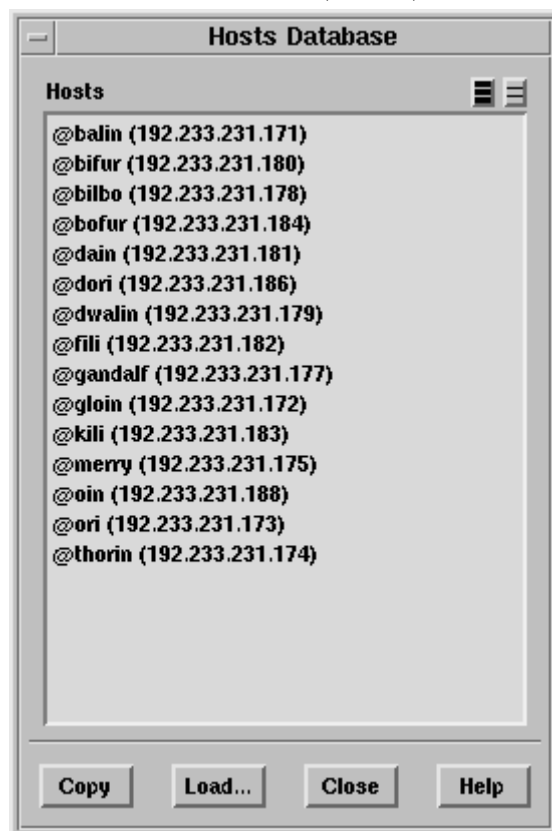 Hosts Database
Hosts
@balin (192.233.231.171)
@bifur (192.233.231.180)
@bilbo (192.233.231.178)
@bofur (192.233.231.184)
@dain (192.233.231.181)
@dori (192.233.231.186)
@dwalin (192.233.231.179)
@fili (192.233.231.182)
@gandalf (192.233.231.177)
@gloin (192.233.231.172)
@kili (192.233.231.183)
@merry (192.233.231.175)
@oin (192.233.231.188)
@ori (192.233.231.173)
@thorin (192.233.231.174)
Copy Load... Close Help